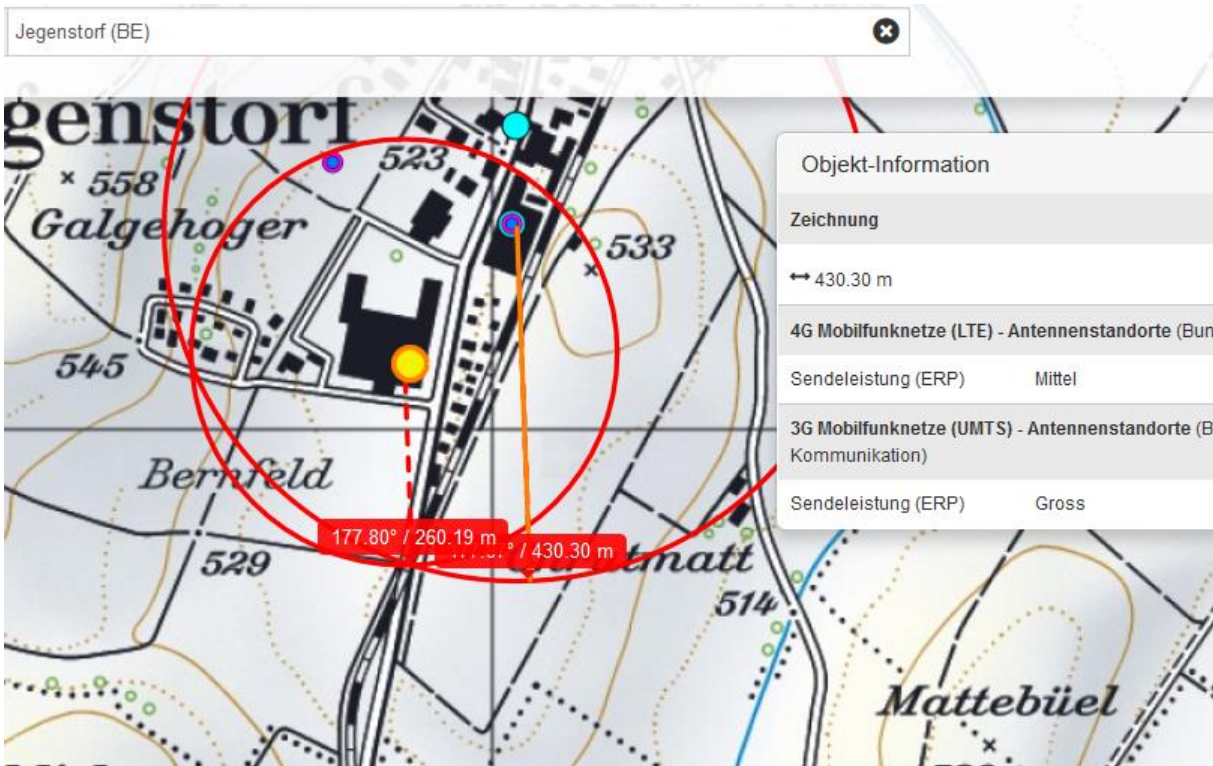 Jegenstorf (BE)
genstorf
523
× 558
Galgehoger
533
545
Bernfeld
529
177.80° / 260.19 m
° / 430.30 m
matt
514
Mattebüel
Objekt-Information
Zeichnung
↔ 430.30 m
4G Mobilfunknetze (LTE) - Antennenstandorte (Bun
Sendeleistung (ERP) Mittel
3G Mobilfunknetze (UMTS) - Antennenstandorte (B
Kommunikation)
Sendeleistung (ERP) Gross